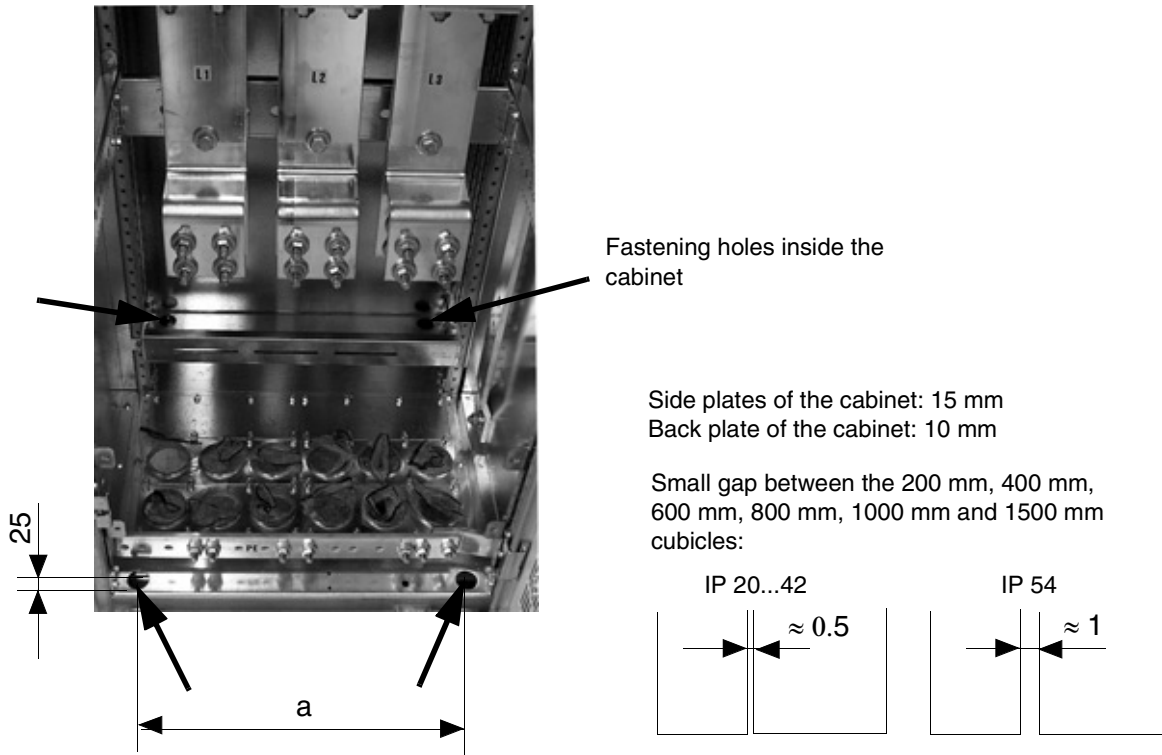 L1
L2
L3
Fastening holes inside the
cabinet
Side plates of the cabinet: 15 mm
Back plate of the cabinet: 10 mm
Small gap between the 200 mm, 400 mm,
600 mm, 800 mm, 1000 mm and 1500 mm
cubicles:
25
PE
IP 20...42
IP 54
≈ 0.5
≈ 1
a